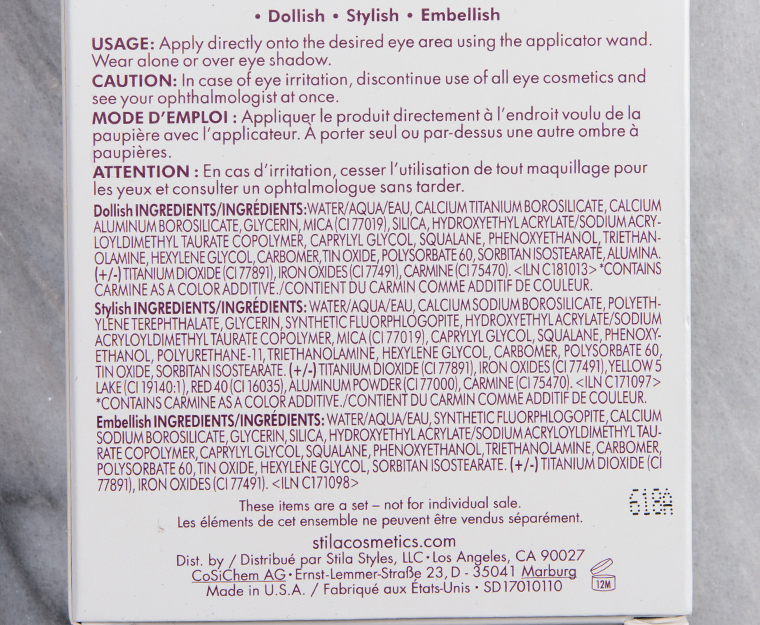 • Dollish • Stylish • Embellish
USAGE: Apply directly onto the desired eye area using the applicator wand.
Wear alone or over eye shadow.
CAUTION: In case of eye irritation, discontinue use of all eye cosmetics and
see your ophthalmologist at once.
MODE D'EMPLOI : Appliquer le produit directement à l'endroit voulu de la
paupière avec l'applicateur. À porter seul ou par-dessus une autre ombre à
paupières.
ATTENTION : En cas d'irritation, cesser l'utilisation de tout maquillage pour
les yeux et consulter un ophtalmologue sans tarder.
Dollish INGREDIENTS/INGRÉDIENTS: WATER/AQUA/EAU, CALCIUM TITANIUM BOROSILICATE, CALCIUM
ALUMINUM BOROSILICATE, GLYCERIN, MICA (CI 77019), SILICA, HYDROXYETHYL ACRYLATE/SODIUM ACRY-
LOYLDIMETHYL TAURATE COPOLYMER, CAPRYLYL GLYCOL, SQUALANE, PHENOXYETHANOL, TRIETHAN-
OLAMINE, HEXYLENE GLYCOL, CARBOMER, TIN OXIDE, POLYSORBATE 60, SORBITAN ISOSTEARATE, ALUMINA.
(+/-) TITANIUM DIOXIDE (CI 77891), IRON OXIDES (CI 77491), CARMINE (CI 75470). <ILN C181013> *CONTAINS
CARMINE AS A COLOR ADDITIVE./CONTIENT DU CARMIN COMME ADDITIF DE COULEUR.
Stylish INGREDIENTS/INGRÉDIENTS: WATER/AQUA/EAU, CALCIUM SODIUM BOROSILICATE, POLYETH-
YLENE TEREPHTHALATE, GLYCERIN, SYNTHETIC FLUORPHLOGOPITE, HYDROXYETHYL ACRYLATE/SODIUM
ACRYLOYLDIMETHYL TAURATE COPOLYMER, MICA (CI 77019), CAPRYLYL GLYCOL, SQUALANE, PHENOXY-
ETHANOL, POLYURETHANE-11, TRIETHANOLAMINE, HEXYLENE GLYCOL, CARBOMER, POLYSORBATE 60,
TIN OXIDE, SORBITAN ISOSTEARATE. (+/-) TITANIUM DIOXIDE (CI 77891), IRON OXIDES (CI 77491), YELLOW 5
LAKE (CI 19140:1), RED 40 (CI 16035), ALUMINUM POWDER (CI 77000), CARMINE (CI 75470). <ILN C171097>
*CONTAINS CARMINE AS A COLOR ADDITIVE./CONTIENT DU CARMIN COMME ADDITIF DE COULEUR.
Embellish INGREDIENTS/INGRÉDIENTS: WATER/AQUA/EAU, SYNTHETIC FLUORPHLOGOPITE, CALCIUM
SODIUM BOROSILICATE, GLYCERIN, SILICA, HYDROXYETHYL ACRYLATE/SODIUM ACRYLOYLDIMETHYL TAU-
RATE COPOLYMER, CAPRYLYL GLYCOL, SQUALANE, PHENOXYETHANOL, TRIETHANOLAMINE, CARBOMER,
POLYSORBATE 60, TIN OXIDE, HEXYLENE GLYCOL, SORBITAN ISOSTEARATE. (+/-) TITANIUM DIOXIDE (CI
77891), IRON OXIDES (CI 77491). <ILN C171098>
These items are a set – not for individual sale.
618A
Les éléments de cet ensemble ne peuvent être vendus séparément.
stilacosmetics.com
Dist. by / Distribué par Stila Styles, LLC • Los Angeles, CA 90027
CoSiChem AG • Ernst-Lemmer-Straße 23, D - 35041 Marburg
Made in U.S.A. / Fabriqué aux États-Unis • SD17010110
12M